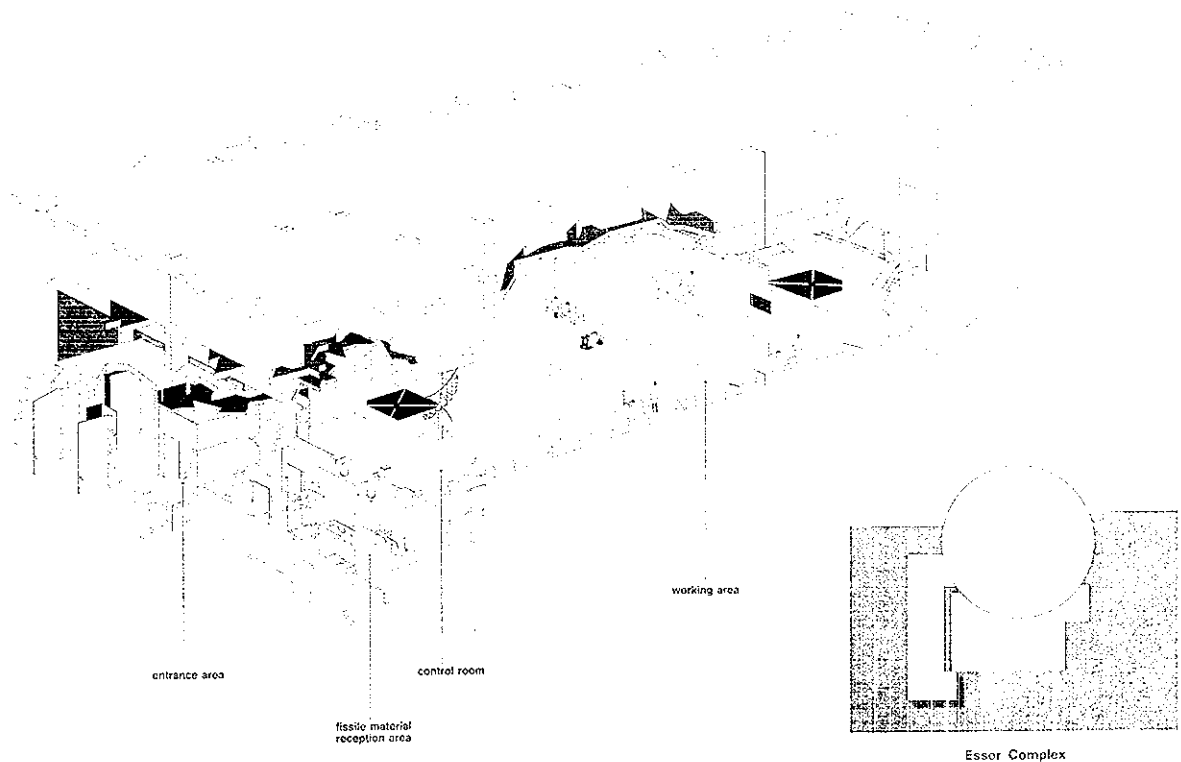 working area
entrance area
control room
fissile material
reception area
Essor Complex